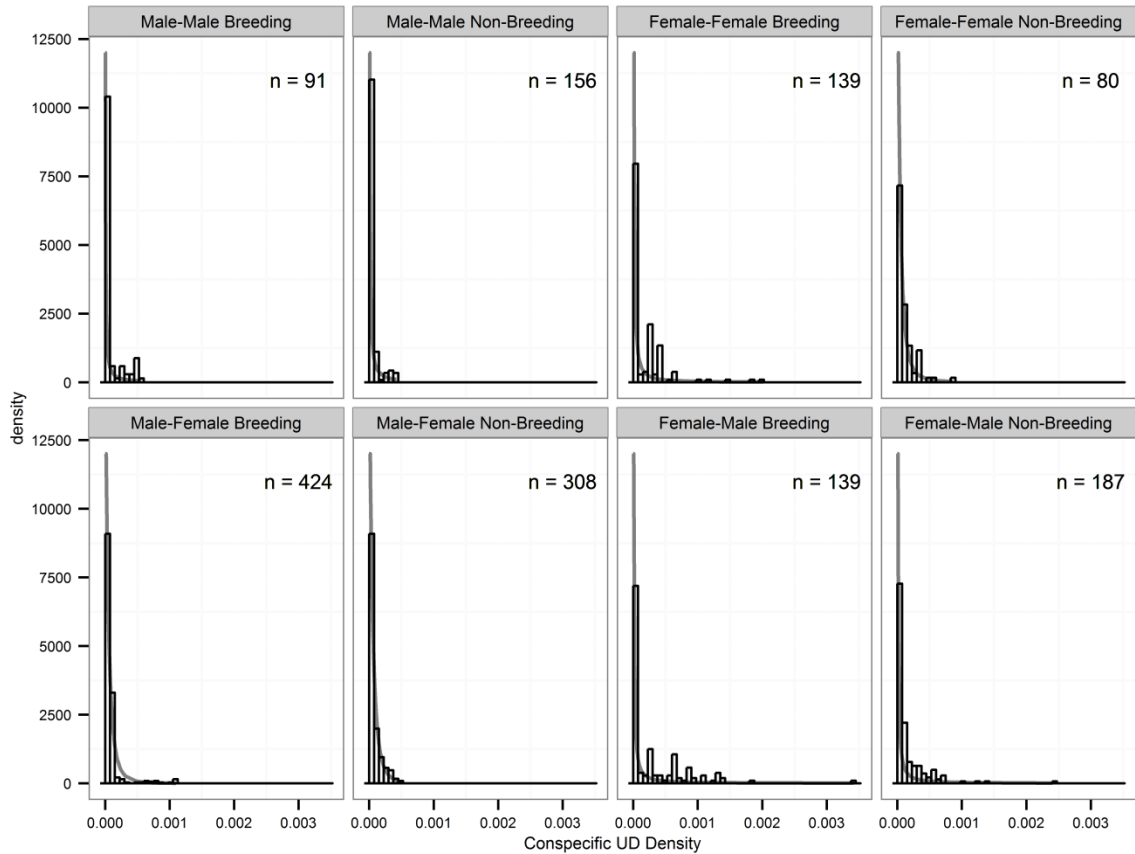 Male-Male Breeding
Male-Male Non-Breeding
Female-Female Breeding
Female-Female Non-Breeding
12500
10000
7500
5000
2500
0
n = 91
n = 156
n = 139
n = 80
density
Male-Female Breeding
Male-Female Non-Breeding
Female-Male Breeding
Female-Male Non-Breeding
12500
10000
7500
5000
2500
0
n = 424
n = 308
n = 139
n = 187
0.000 0.001 0.002 0.003 0.000 0.001 0.002 0.003 0.000 0.001 0.002 0.003 0.000 0.001 0.002 0.003
Conspecific UD Density